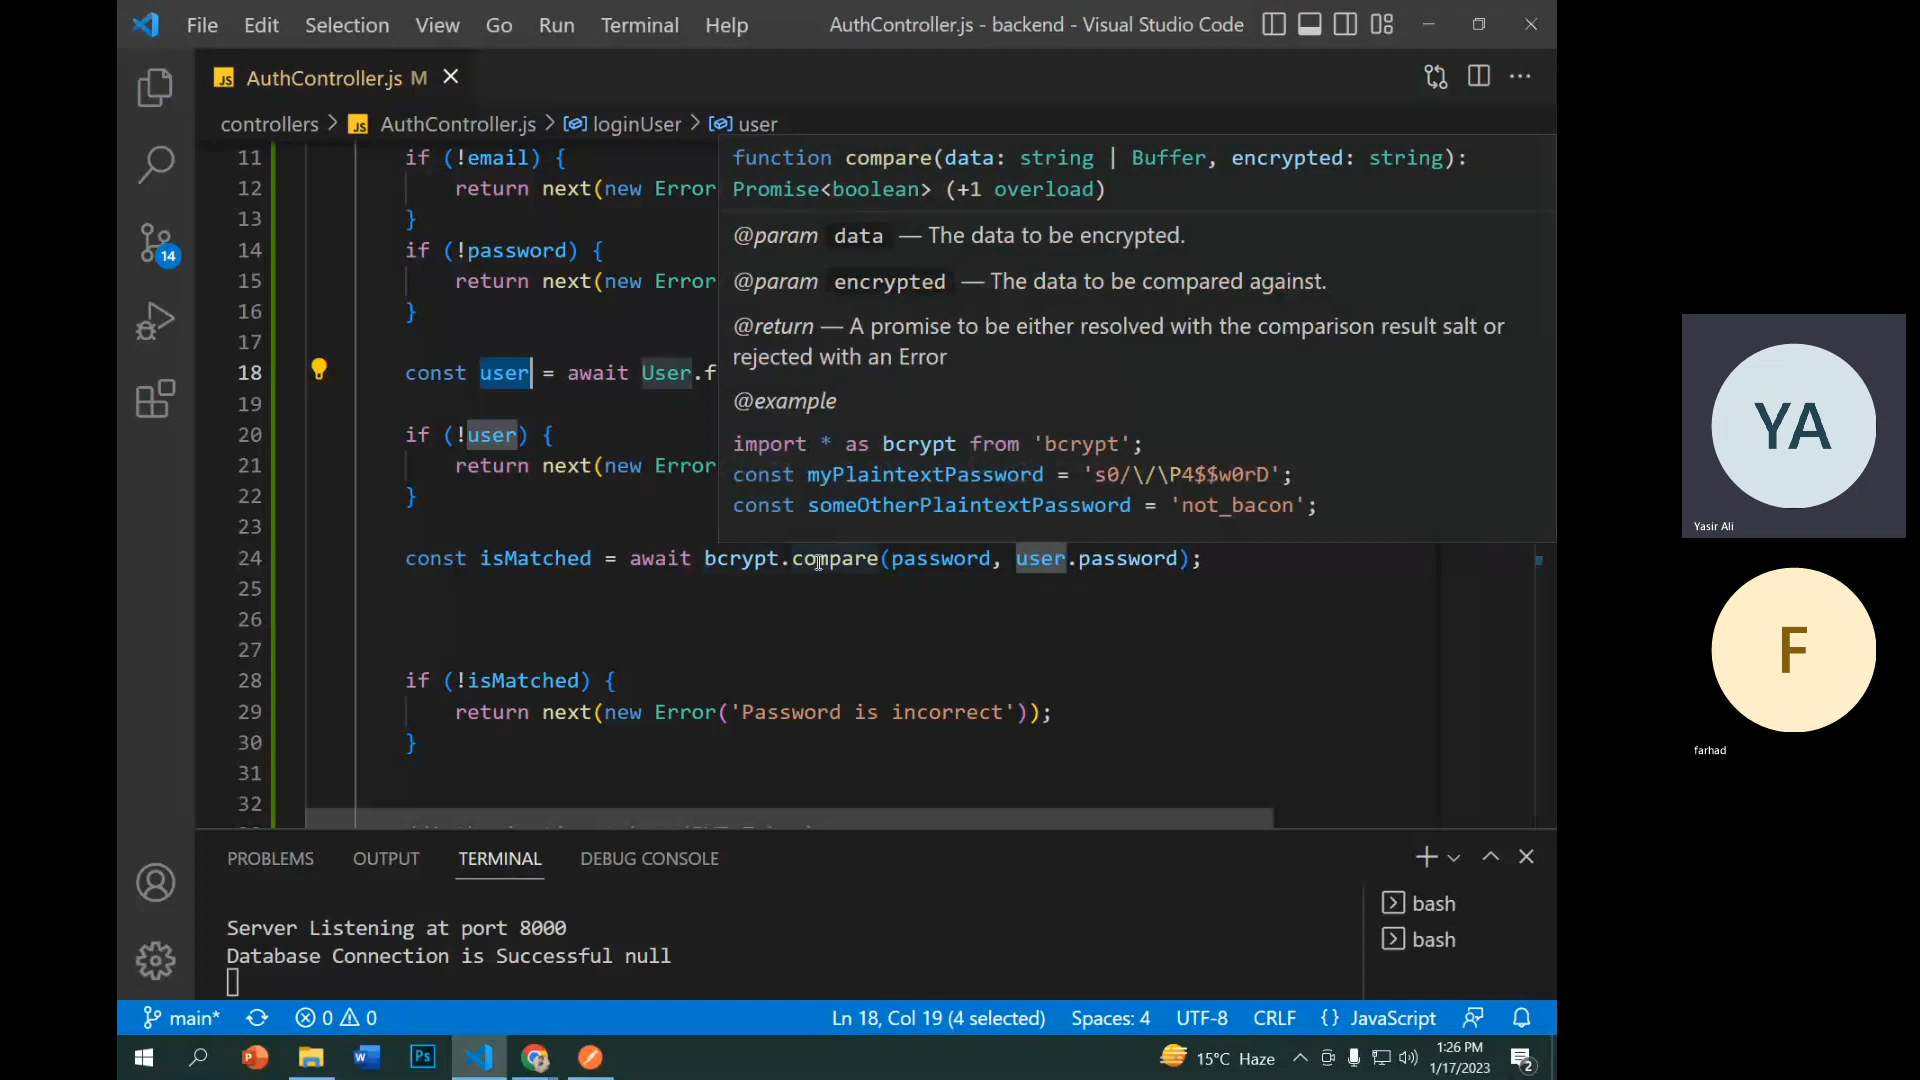 File Edit Selection View Go Run Terminal Help AuthController.js - backend - Visual Studio Code
JS AuthController.js M
controllers > JS AuthController.js > loginUser > user
11 if (!email) {
12 return next(new Error
13 }
14 if (!password) {
15 return next(new Error
16 }
17
18 const user = await User.f
19
20 if (!user) {
21 return next(new Error
22 }
23
function compare(data: string | Buffer, encrypted: string):
Promise<boolean> (+1 overload)
@param data — The data to be encrypted.
@param encrypted — The data to be compared against.
@return — A promise to be either resolved with the comparison result salt or
rejected with an Error
@example
import * as bcrypt from 'bcrypt';
const myPlaintextPassword = 's0/\/\P4$$w0rD';
const someOtherPlaintextPassword = 'not_bacon';
24 const isMatched = await bcrypt.compare(password, user.password);
25
26
27
28 if (!isMatched) {
29 return next(new Error('Password is incorrect'));
30 }
31
32
14
PROBLEMS OUTPUT TERMINAL DEBUG CONSOLE
Server Listening at port 8000
Database Connection is Successful null
bash
bash
main* 0 0 Ln 18, Col 19 (4 selected) Spaces: 4 UTF-8 CRLF {} JavaScript
Ps 15°C Haze 1:26 PM
1/17/2023 2
YA
Yasir Ali
F
farhad